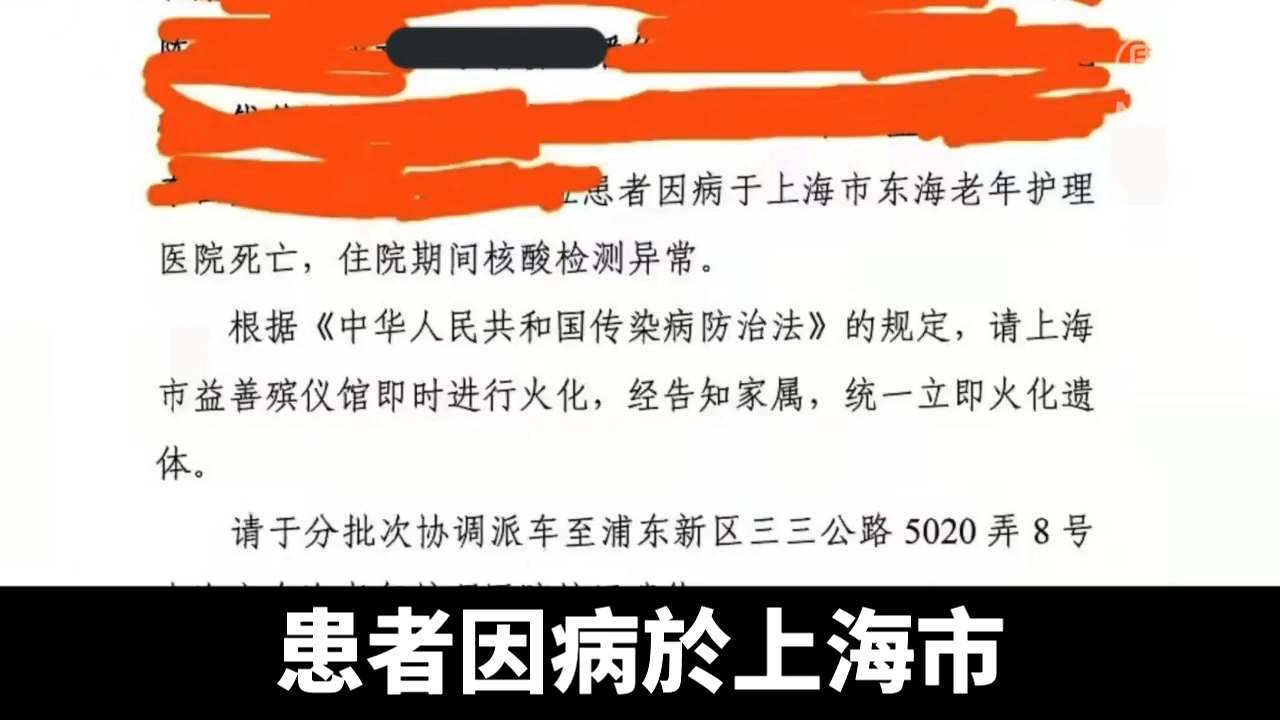 患者因病于上海市东海老年护理
医院死亡，住院期间核酸检测异常。
根据《中华人民共和国传染病防治法》的规定，请上海
市益善殡仪馆即时进行火化，经告知家属，统一立即火化遗
体。
请于分批次协调派车至浦东新区三三公路 5020 弄 8 号
患者因病於上海市